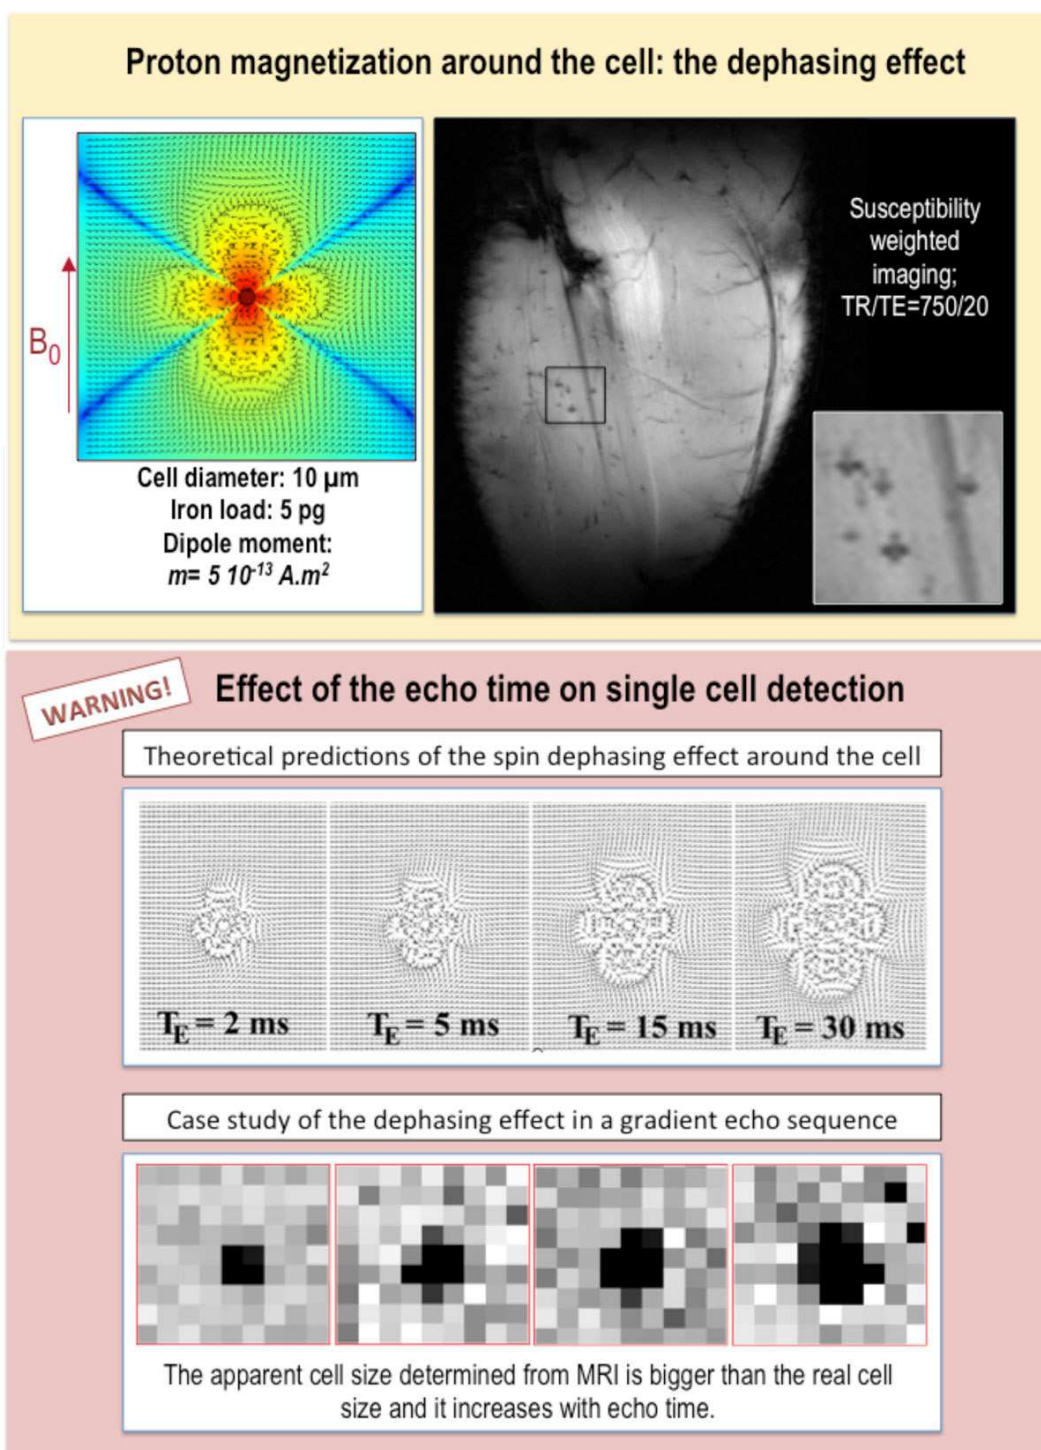 Proton magnetization around the cell: the dephasing effect
B₀
Cell diameter: 10 µm
Iron load: 5 pg
Dipole moment:
m= 5 10⁻¹³ A.m²
Susceptibility
weighted
imaging;
TR/TE=750/20
WARNING!
Effect of the echo time on single cell detection
Theoretical predictions of the spin dephasing effect around the cell
T_E = 2 ms
T_E = 5 ms
T_E = 15 ms
T_E = 30 ms
Case study of the dephasing effect in a gradient echo sequence
The apparent cell size determined from MRI is bigger than the real cell
size and it increases with echo time.